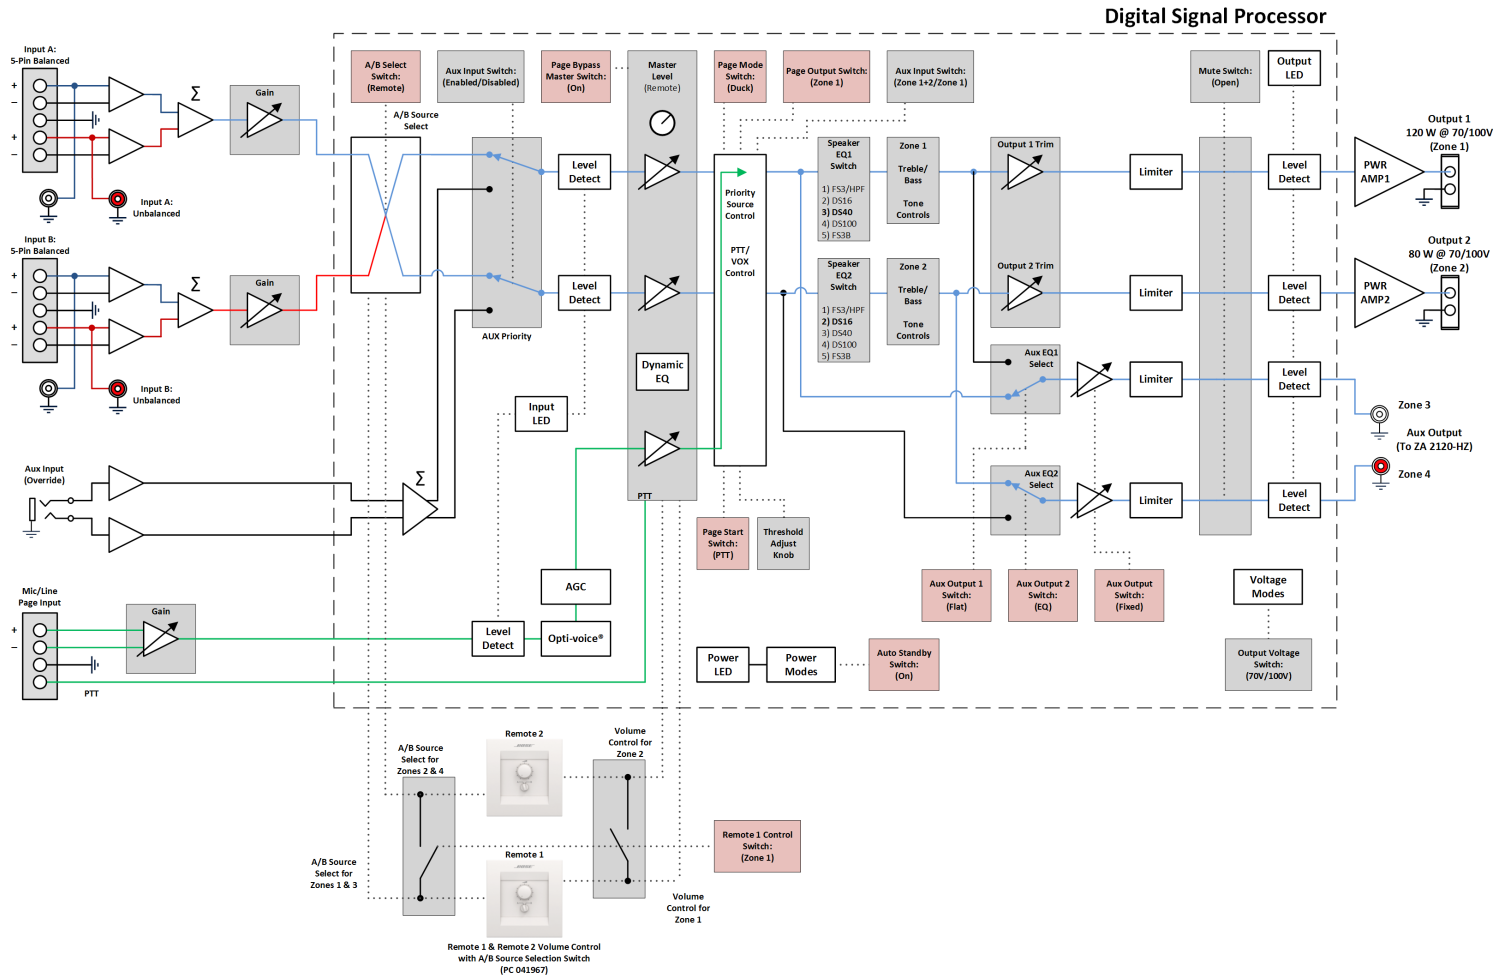 Digital Signal Processor
Input A:
5-Pin Balanced
+
−
+
−
Σ
Gain
Input A:
Unbalanced
Input B:
5-Pin Balanced
+
−
+
−
Σ
Gain
Input B:
Unbalanced
Aux Input
(Override)
Σ
Mic/Line
Page Input
+
−
Gain
PTT
A/B Select
Switch:
(Remote)
A/B Source
Select
Aux Input Switch:
(Enabled/Disabled)
AUX Priority
Page Bypass
Master Switch:
(On)
Level
Detect
Level
Detect
Input
LED
Level
Detect
Opti-voice®
AGC
Master
Level
(Remote)
Dynamic
EQ
PTT
Page Mode
Switch:
(Duck)
Page Output Switch:
(Zone 1)
Aux Input Switch:
(Zone 1+2/Zone 1)
Priority
Source
Control
PTT/
VOX
Control
Page Start
Switch:
(PTT)
Threshold
Adjust
Knob
Speaker
EQ1
Switch
1) FS3/HPF
2) DS16
3) DS40
4) DS100
5) FS3B
Zone 1
Treble/
Bass
Tone
Controls
Speaker
EQ2
Switch
1) FS3/HPF
2) DS16
3) DS40
4) DS100
5) FS3B
Zone 2
Treble/
Bass
Tone
Controls
Output 1 Trim
Output 2 Trim
Aux EQ1
Select
Aux EQ2
Select
Limiter
Limiter
Limiter
Limiter
Mute Switch:
(Open)
Output
LED
Level
Detect
Level
Detect
Level
Detect
Level
Detect
PWR
AMP1
PWR
AMP2
Output 1
120 W @ 70/100V
(Zone 1)
Output 2
80 W @ 70/100V
(Zone 2)
Zone 3
Aux Output
(To ZA 2120-HZ)
Zone 4
Aux Output 1
Switch:
(Flat)
Aux Output 2
Switch:
(EQ)
Aux Output
Switch:
(Fixed)
Voltage
Modes
Output Voltage
Switch:
(70V/100V)
Power
LED
Power
Modes
Auto Standby
Switch:
(On)
A/B Source
Select for
Zones 2 & 4
Remote 2
Volume
Control for
Zone 2
A/B Source
Select for
Zones 1 & 3
Remote 1
Volume
Control for
Zone 1
Remote 1 Control
Switch:
(Zone 1)
Remote 1 & Remote 2 Volume Control
with A/B Source Selection Switch
(PC 041967)